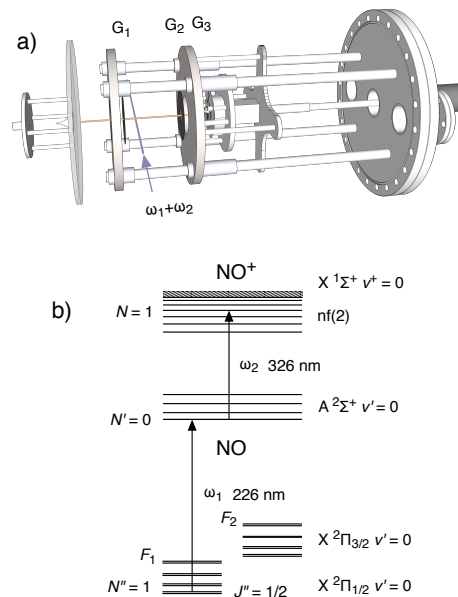 a)
G₁ G₂ G₃
ω₁+ω₂
b)
NO⁺
X ¹Σ⁺ v⁺ = 0
N = 1
nf(2)
ω₂ 326 nm
A ²Σ⁺ v' = 0
N' = 0
NO
ω₁ 226 nm
F₂
X ²Π₃/₂ v' = 0
F₁
N" = 1
J" = 1/2
X ²Π₁/₂ v' = 0